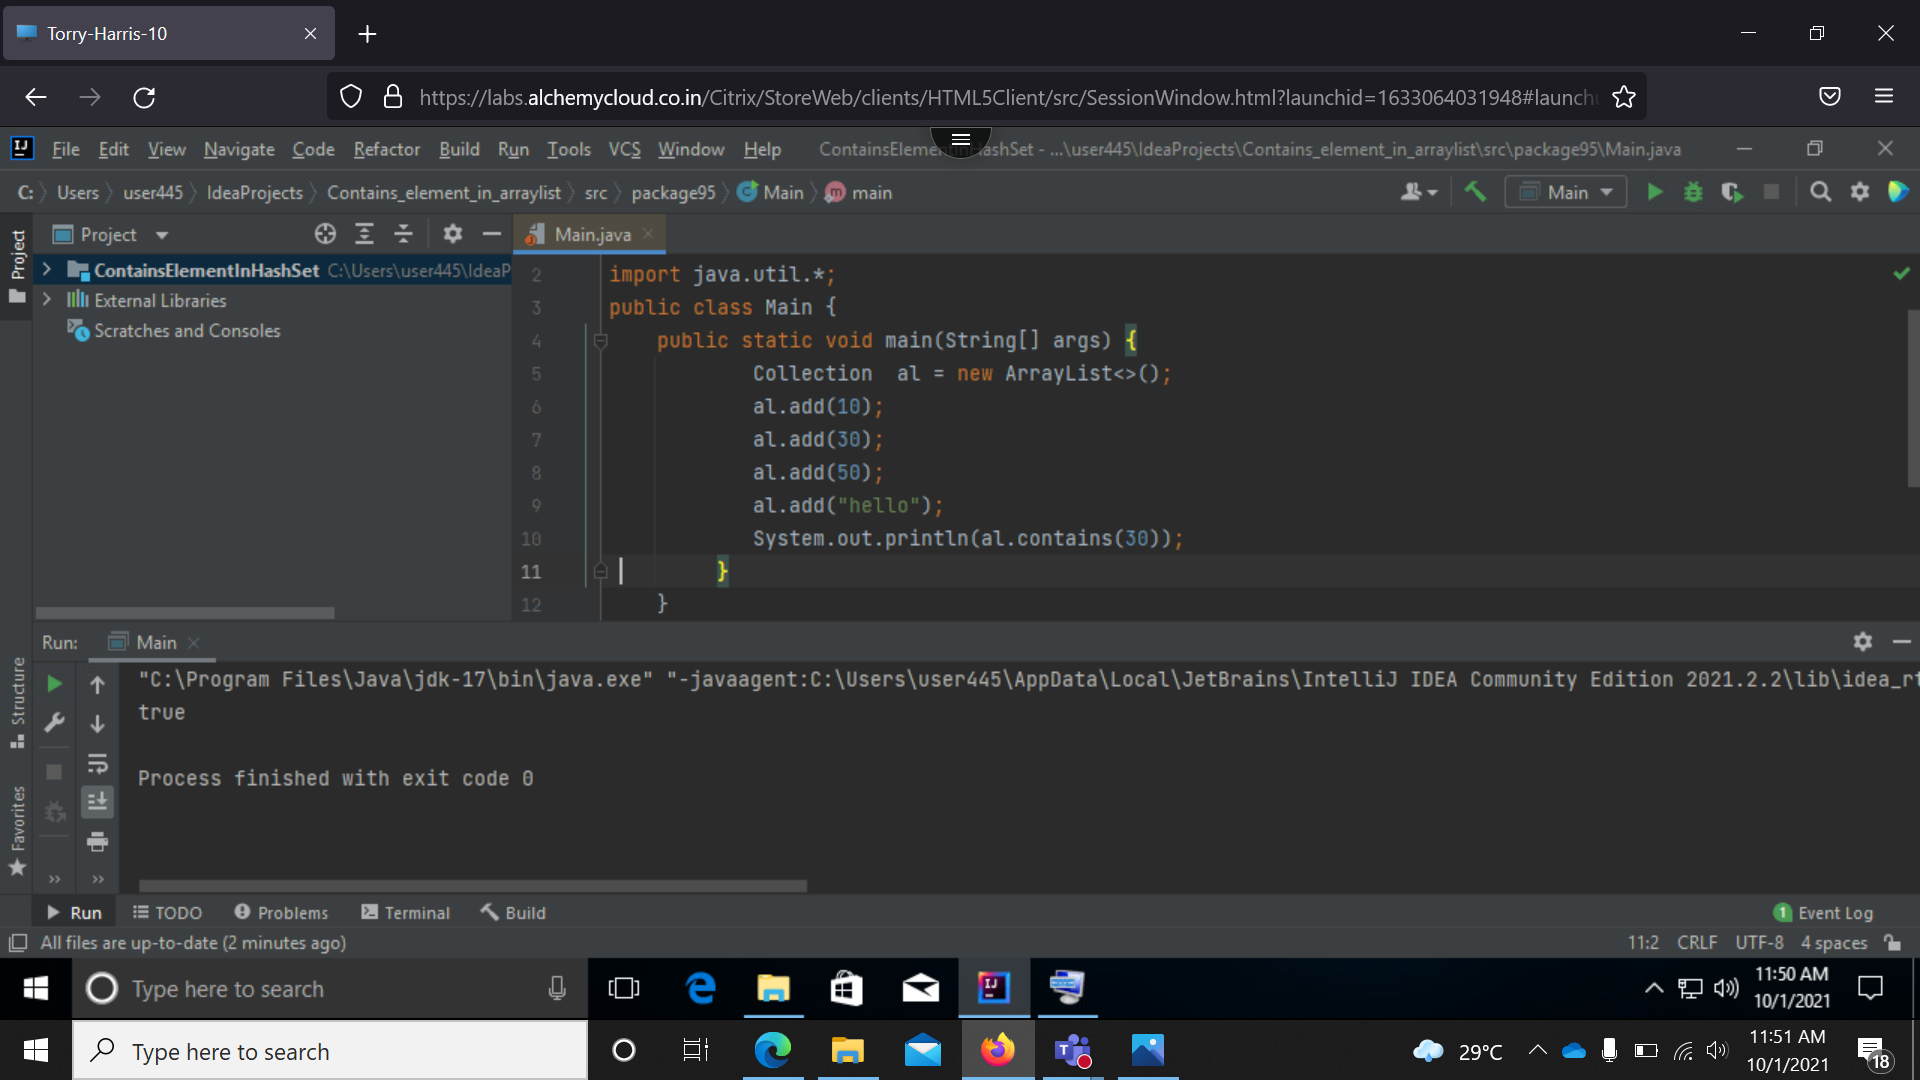 Torry-Harris-10
https://labs.alchemycloud.co.in/Citrix/StoreWeb/clients/HTML5Client/src/SessionWindow.html?launchid=1633064031948#launch
File Edit View Navigate Code Refactor Build Run Tools VCS Window Help ...\user445\IdeaProjects\Contains_element_in_arraylist\src\package95\Main.java
C: Users user445 IdeaProjects Contains_element_in_arraylist src package95 Main m main Main
Project Project Main.java
ContainsElementInHashSet C:\Users\user445\IdeaP
External Libraries
Scratches and Consoles
2 import java.util.*;
3 public class Main {
4 public static void main(String[] args) {
5 Collection al = new ArrayList<>();
6 al.add(10);
7 al.add(30);
8 al.add(50);
9 al.add("hello");
10 System.out.println(al.contains(30));
11 }
12 }
Run: Main
"C:\Program Files\Java\jdk-17\bin\java.exe" "-javaagent:C:\Users\user445\AppData\Local\JetBrains\IntelliJ IDEA Community Edition 2021.2.2\lib\idea_rt
true
Process finished with exit code 0
Structure
Favorites
Run TODO Problems Terminal Build 1 Event Log
All files are up-to-date (2 minutes ago) 11:2 CRLF UTF-8 4 spaces
Type here to search 11:50 AM
10/1/2021
Type here to search 29°C 11:51 AM
10/1/2021 18